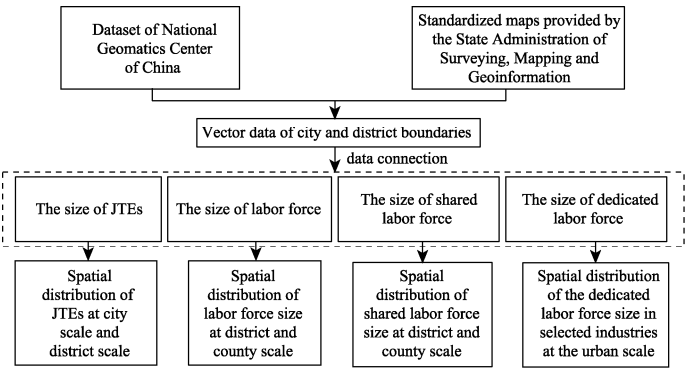 Dataset of National
Geomatics Center
of China
Standardized maps provided by
the State Administration of
Surveying, Mapping and
Geoinformation
Vector data of city and district boundaries
data connection
The size of JTEs
The size of labor force
The size of shared
labor force
The size of dedicated
labor force
Spatial
distribution of
JTEs at city
scale and
district scale
Spatial
distribution of
labor force size
at district and
county scale
Spatial
distribution of
shared labor force
size at district and
county scale
Spatial distribution
of the dedicated
labor force size in
selected industries
at the urban scale